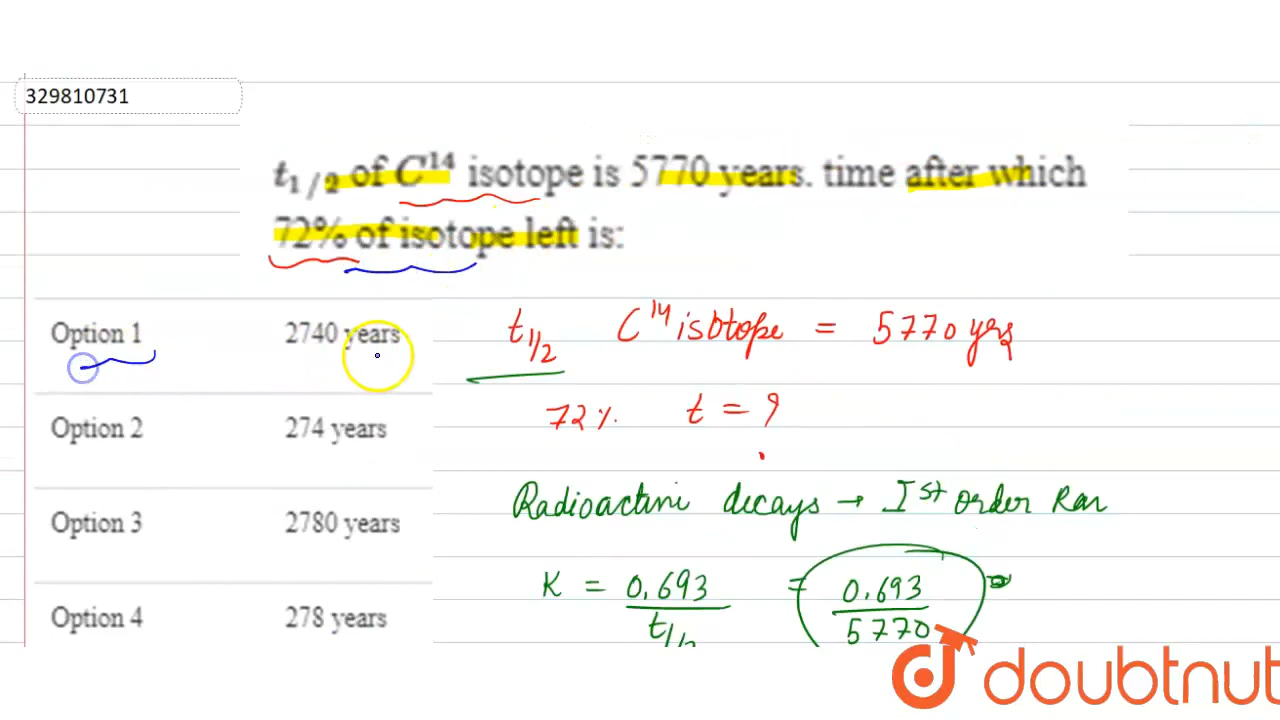 329810731
t1/2 of C14 isotope is 5770 years. time after which
72% of isotope left is:
Option 1 2740 years
Option 2 274 years
Option 3 2780 years
Option 4 278 years
t1/2 C14 isotope = 5770 yrs
72%. t = ?
Radioactini decays → Ist order
K = 0.693 / t1/2 = 0.693 / 5770
doubtnut